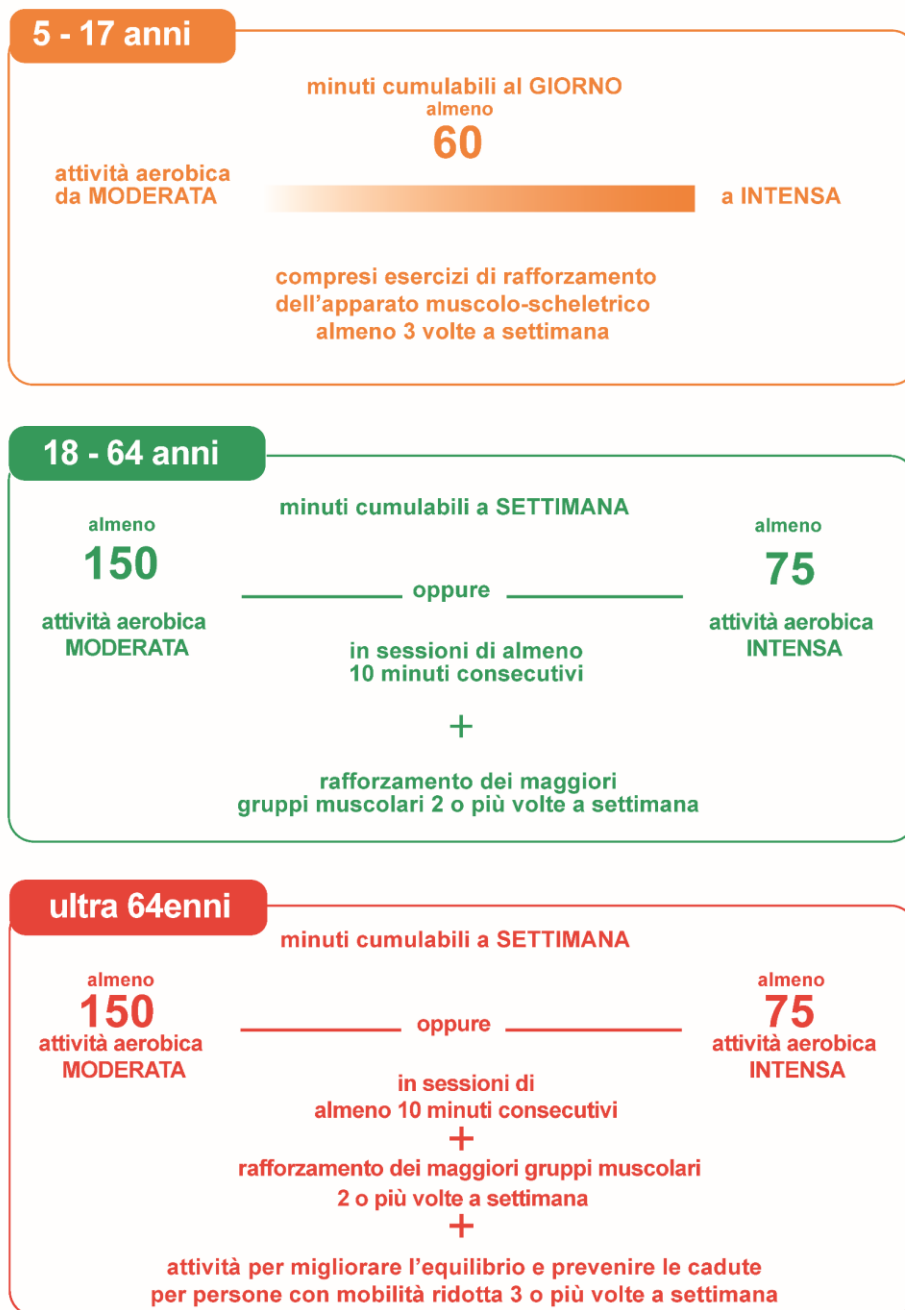 5 - 17 anni
minuti cumulabili al GIORNO
almeno
60
attività aerobica
da MODERATA
a INTENSA
compresi esercizi di rafforzamento
dell’apparato muscolo-scheletrico
almeno 3 volte a settimana
18 - 64 anni
minuti cumulabili a SETTIMANA
almeno
150
attività aerobica
MODERATA
oppure
almeno
75
attività aerobica
INTENSA
in sessioni di almeno
10 minuti consecutivi
+
rafforzamento dei maggiori
gruppi muscolari 2 o più volte a settimana
ultra 64enni
minuti cumulabili a SETTIMANA
almeno
150
attività aerobica
MODERATA
oppure
almeno
75
attività aerobica
INTENSA
in sessioni di
almeno 10 minuti consecutivi
+
rafforzamento dei maggiori gruppi muscolari
2 o più volte a settimana
+
attività per migliorare l’equilibrio e prevenire le cadute
per persone con mobilità ridotta 3 o più volte a settimana